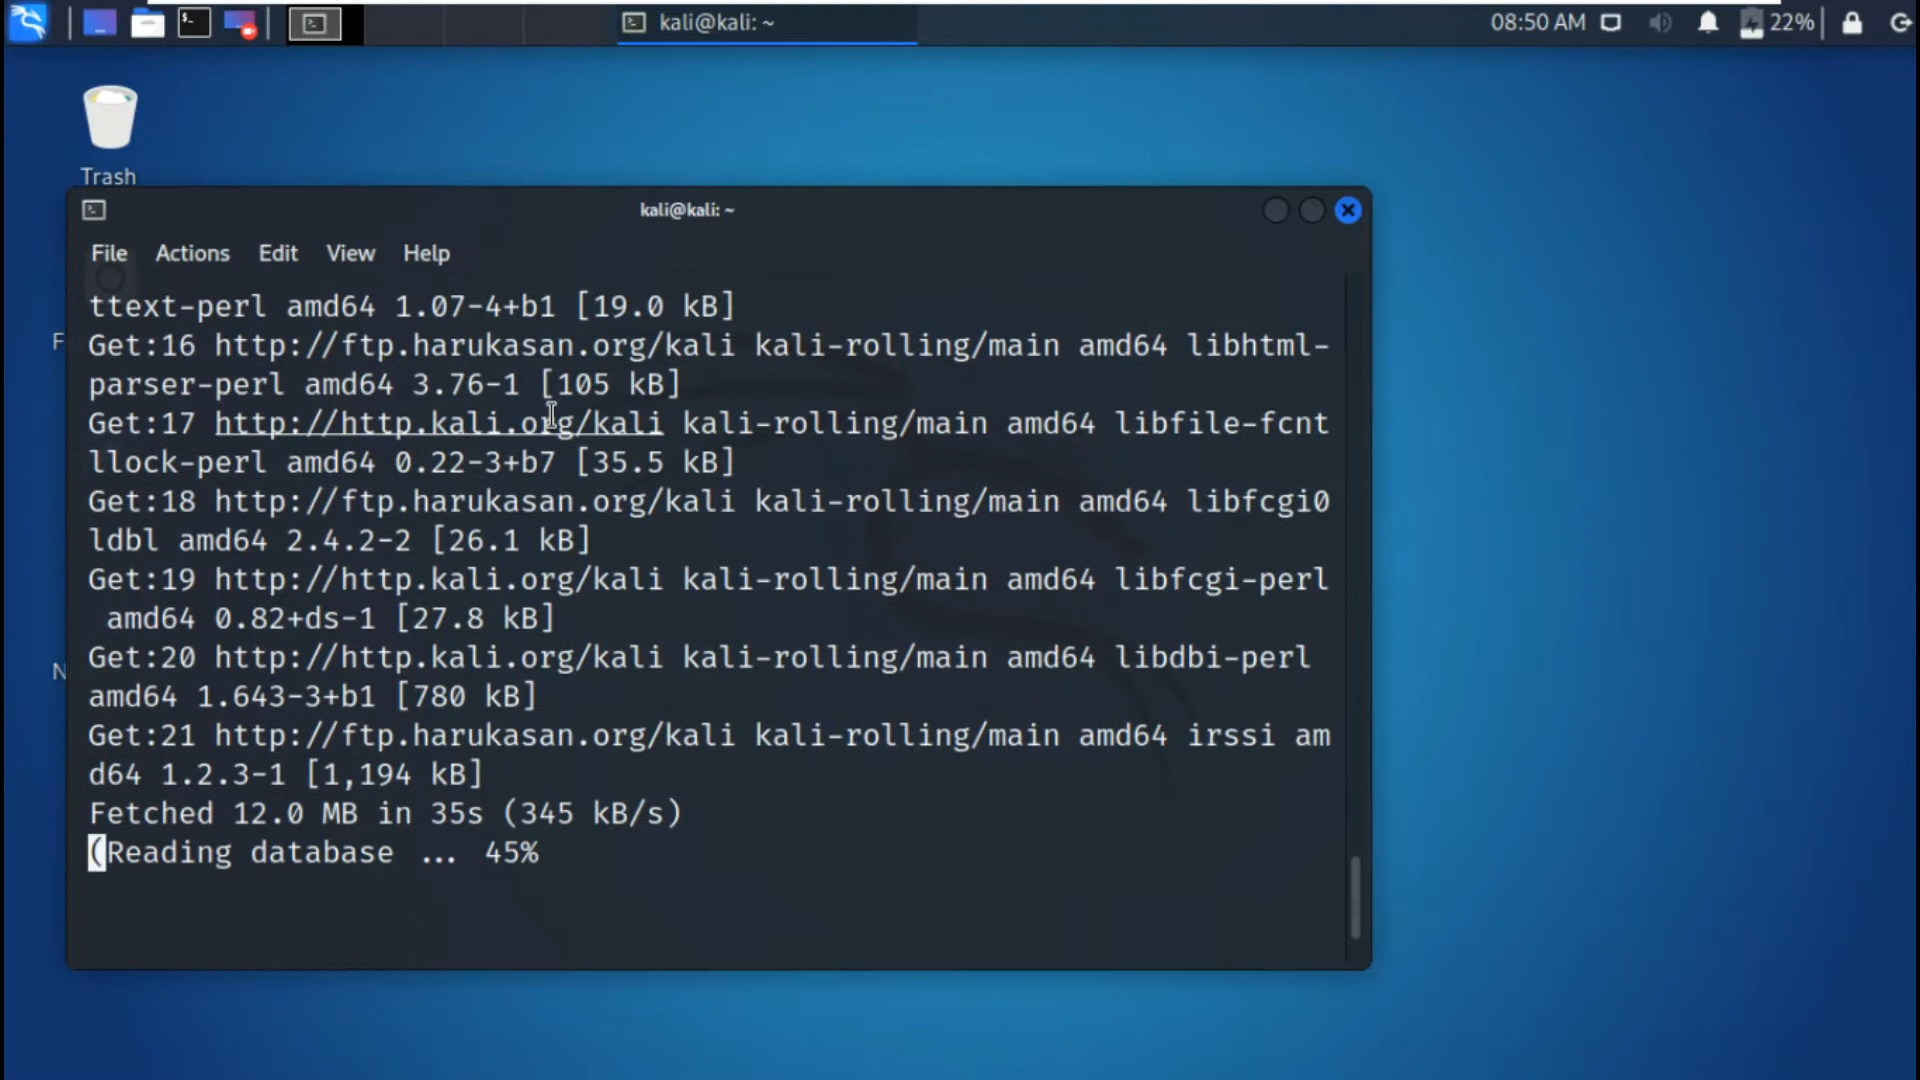 kali@kali: ~
08:50 AM
22%
Trash
kali@kali: ~
File Actions Edit View Help
ttext-perl amd64 1.07-4+b1 [19.0 kB]
Get:16 http://ftp.harukasan.org/kali kali-rolling/main amd64 libhtml-
parser-perl amd64 3.76-1 [105 kB]
Get:17 http://http.kali.org/kali kali-rolling/main amd64 libfile-fcnt
llock-perl amd64 0.22-3+b7 [35.5 kB]
Get:18 http://ftp.harukasan.org/kali kali-rolling/main amd64 libfcgi0
ldbl amd64 2.4.2-2 [26.1 kB]
Get:19 http://http.kali.org/kali kali-rolling/main amd64 libfcgi-perl
amd64 0.82+ds-1 [27.8 kB]
Get:20 http://http.kali.org/kali kali-rolling/main amd64 libdbi-perl
amd64 1.643-3+b1 [780 kB]
Get:21 http://ftp.harukasan.org/kali kali-rolling/main amd64 irssi am
d64 1.2.3-1 [1,194 kB]
Fetched 12.0 MB in 35s (345 kB/s)
(Reading database ... 45%